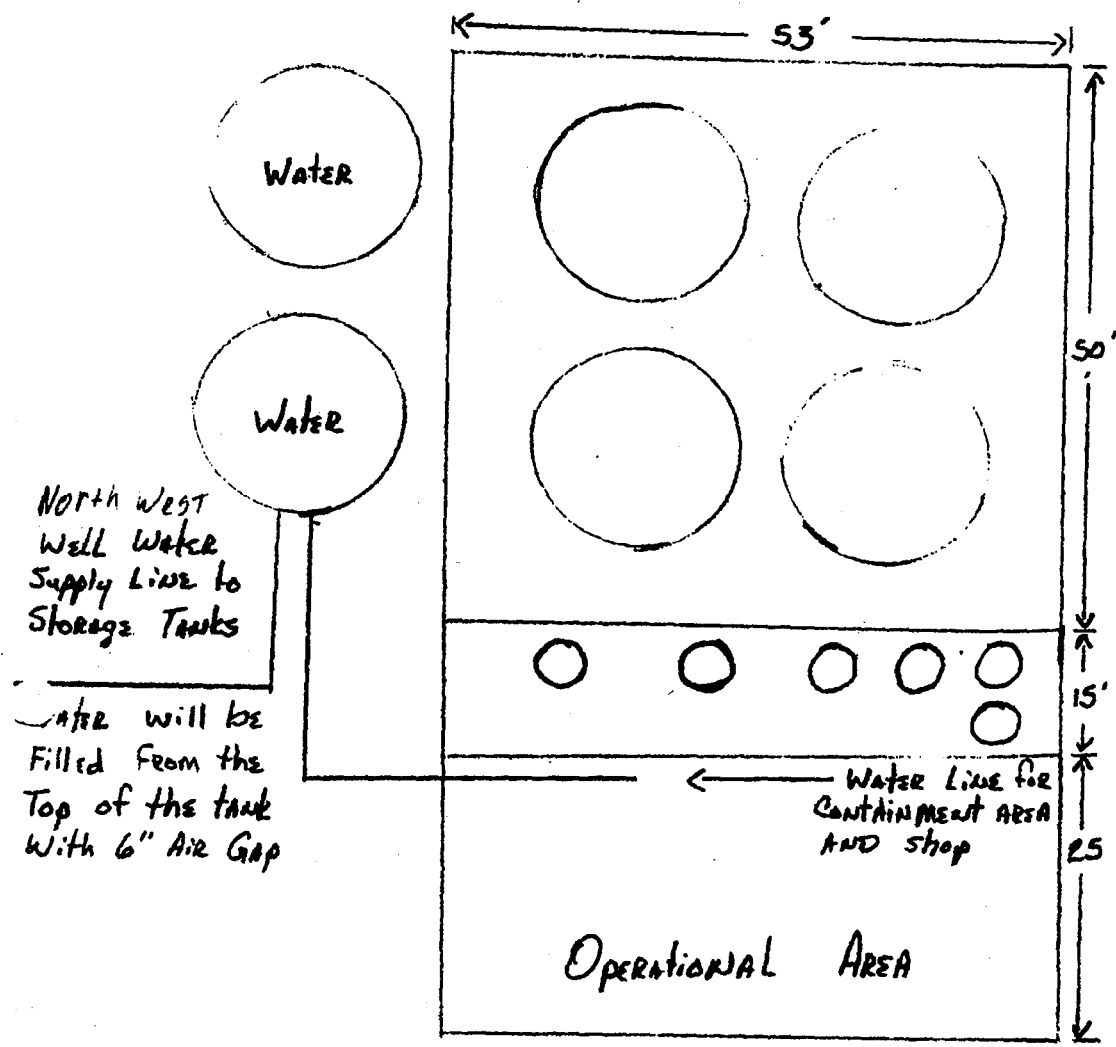 53'
Water
50'
Water
North West
Well Water
Supply Line to
Storage Tanks
15'
ater will be
Filled From the
Top of the tank
With 6" Air Gap
Water Line for
Containment Area
And Shop
25
Operational Area